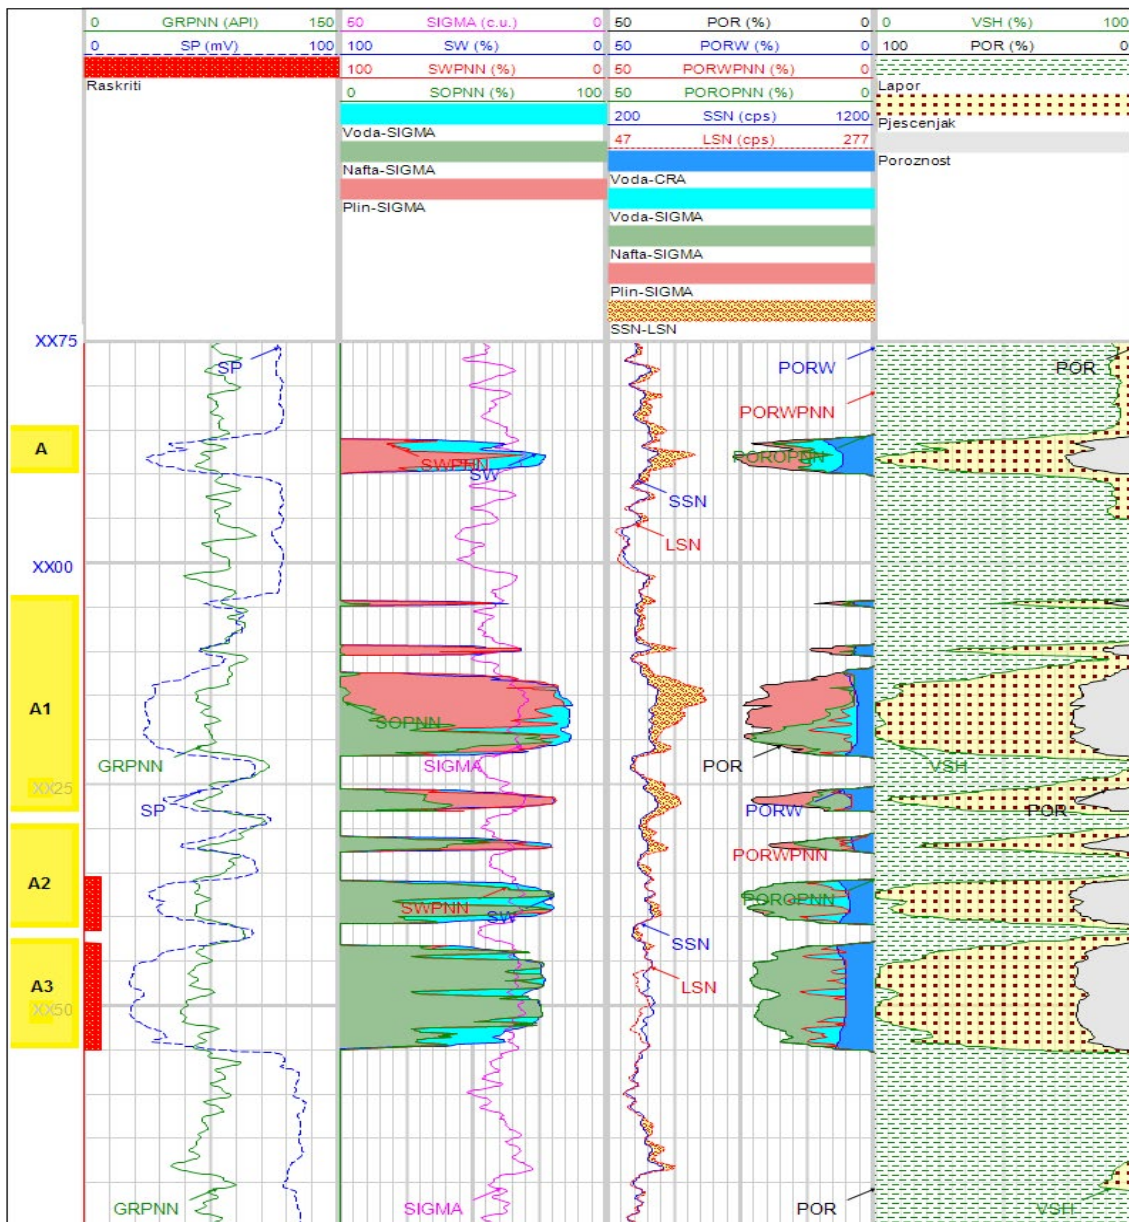 0 GRPNN (API) 150
0 SP (mV) 100
Raskriti
50 SIGMA (c.u.) 0
100 SW (%) 0
100 SWPNN (%) 0
0 SOPNN (%) 100
Voda-SIGMA
Nafta-SIGMA
Plin-SIGMA
50 POR (%) 0
50 PORW (%) 0
50 PORWPNN (%) 0
50 POROPNN (%) 0
200 SSN (cps) 1200
47 LSN (cps) 277
Voda-CRA
Voda-SIGMA
Nafta-SIGMA
Plin-SIGMA
SSN-LSN
0 VSH (%) 100
100 POR (%) 0
Lapor
Pjescenjak
Poroznost
XX75
SP PORW POR
PORWPNN
A
SWPNN POROPNN
SW SSN
LSN
XX00
A1
SOPNN
GRPNN SIGMA POR VSH
XX25
SP PORW POR
PORWPNN
A2
SWPNN POROPNN
SW
SSN
A3
LSN
XX50
GRPNN SIGMA POR VSH